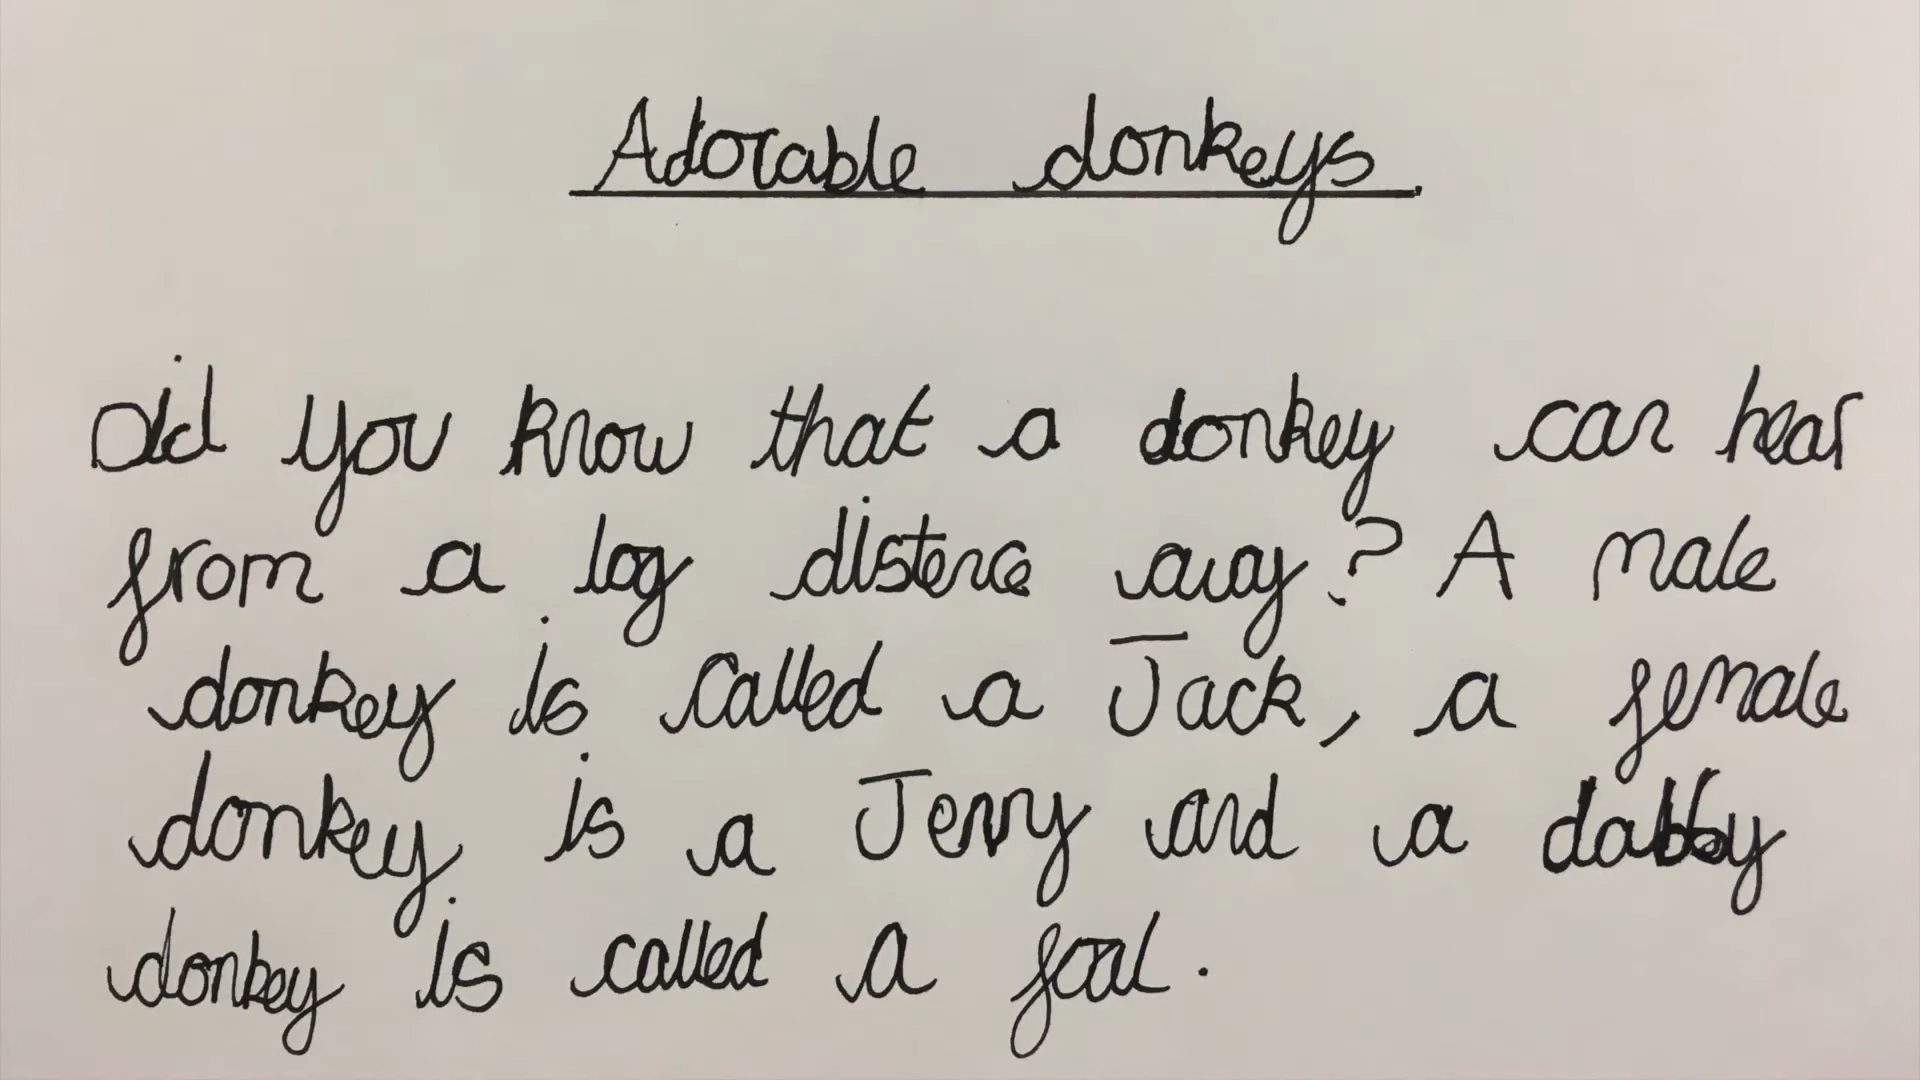 Adorable donkeys.
Did you know that a donkey can hear
from a log distence away? A male
donkey is called a Jack, a female
donkey is a Jenny and a dabby
donkey is called a foal.